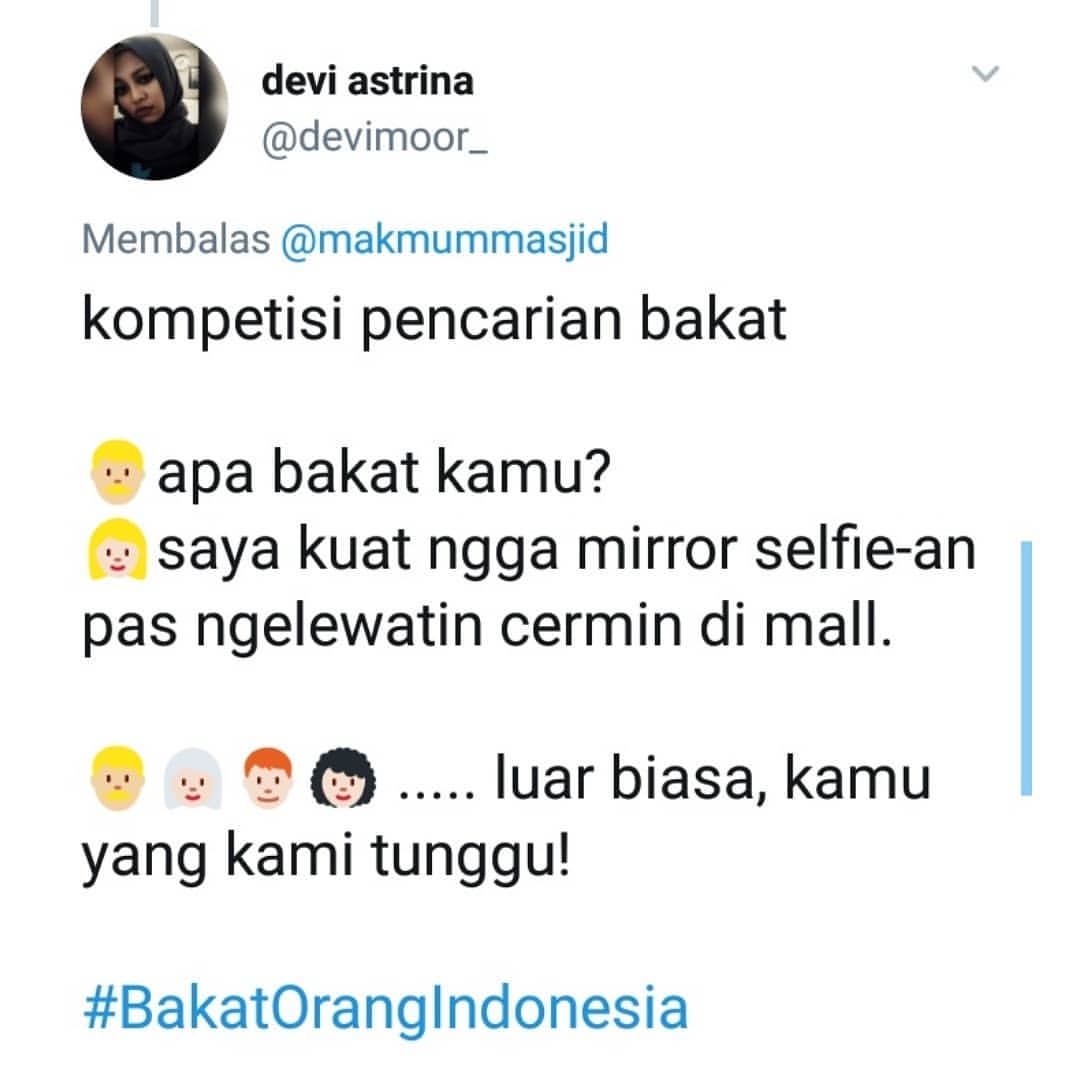 devi astrina
@devimoor_
Membalas @makmummasjid
kompetisi pencarian bakat
apa bakat kamu?
saya kuat ngga mirror selfie-an
pas ngelewatin cermin di mall.
..... luar biasa, kamu
yang kami tunggu!
#BakatOrangIndonesia